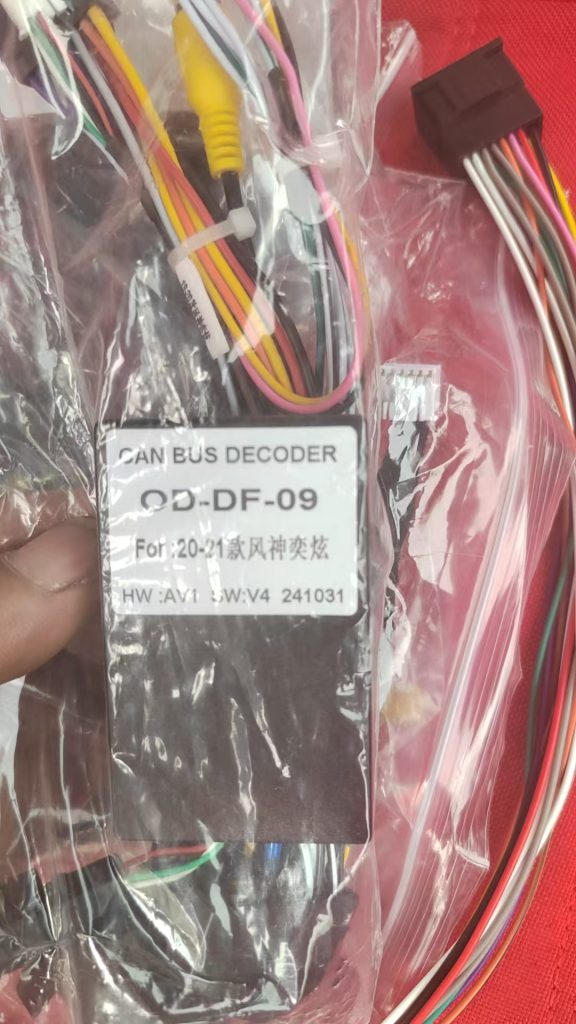 CAN BUS DECODER
OD-DF-09
For :20-21款风神奕炫
HW :AV1 SW:V4 241031